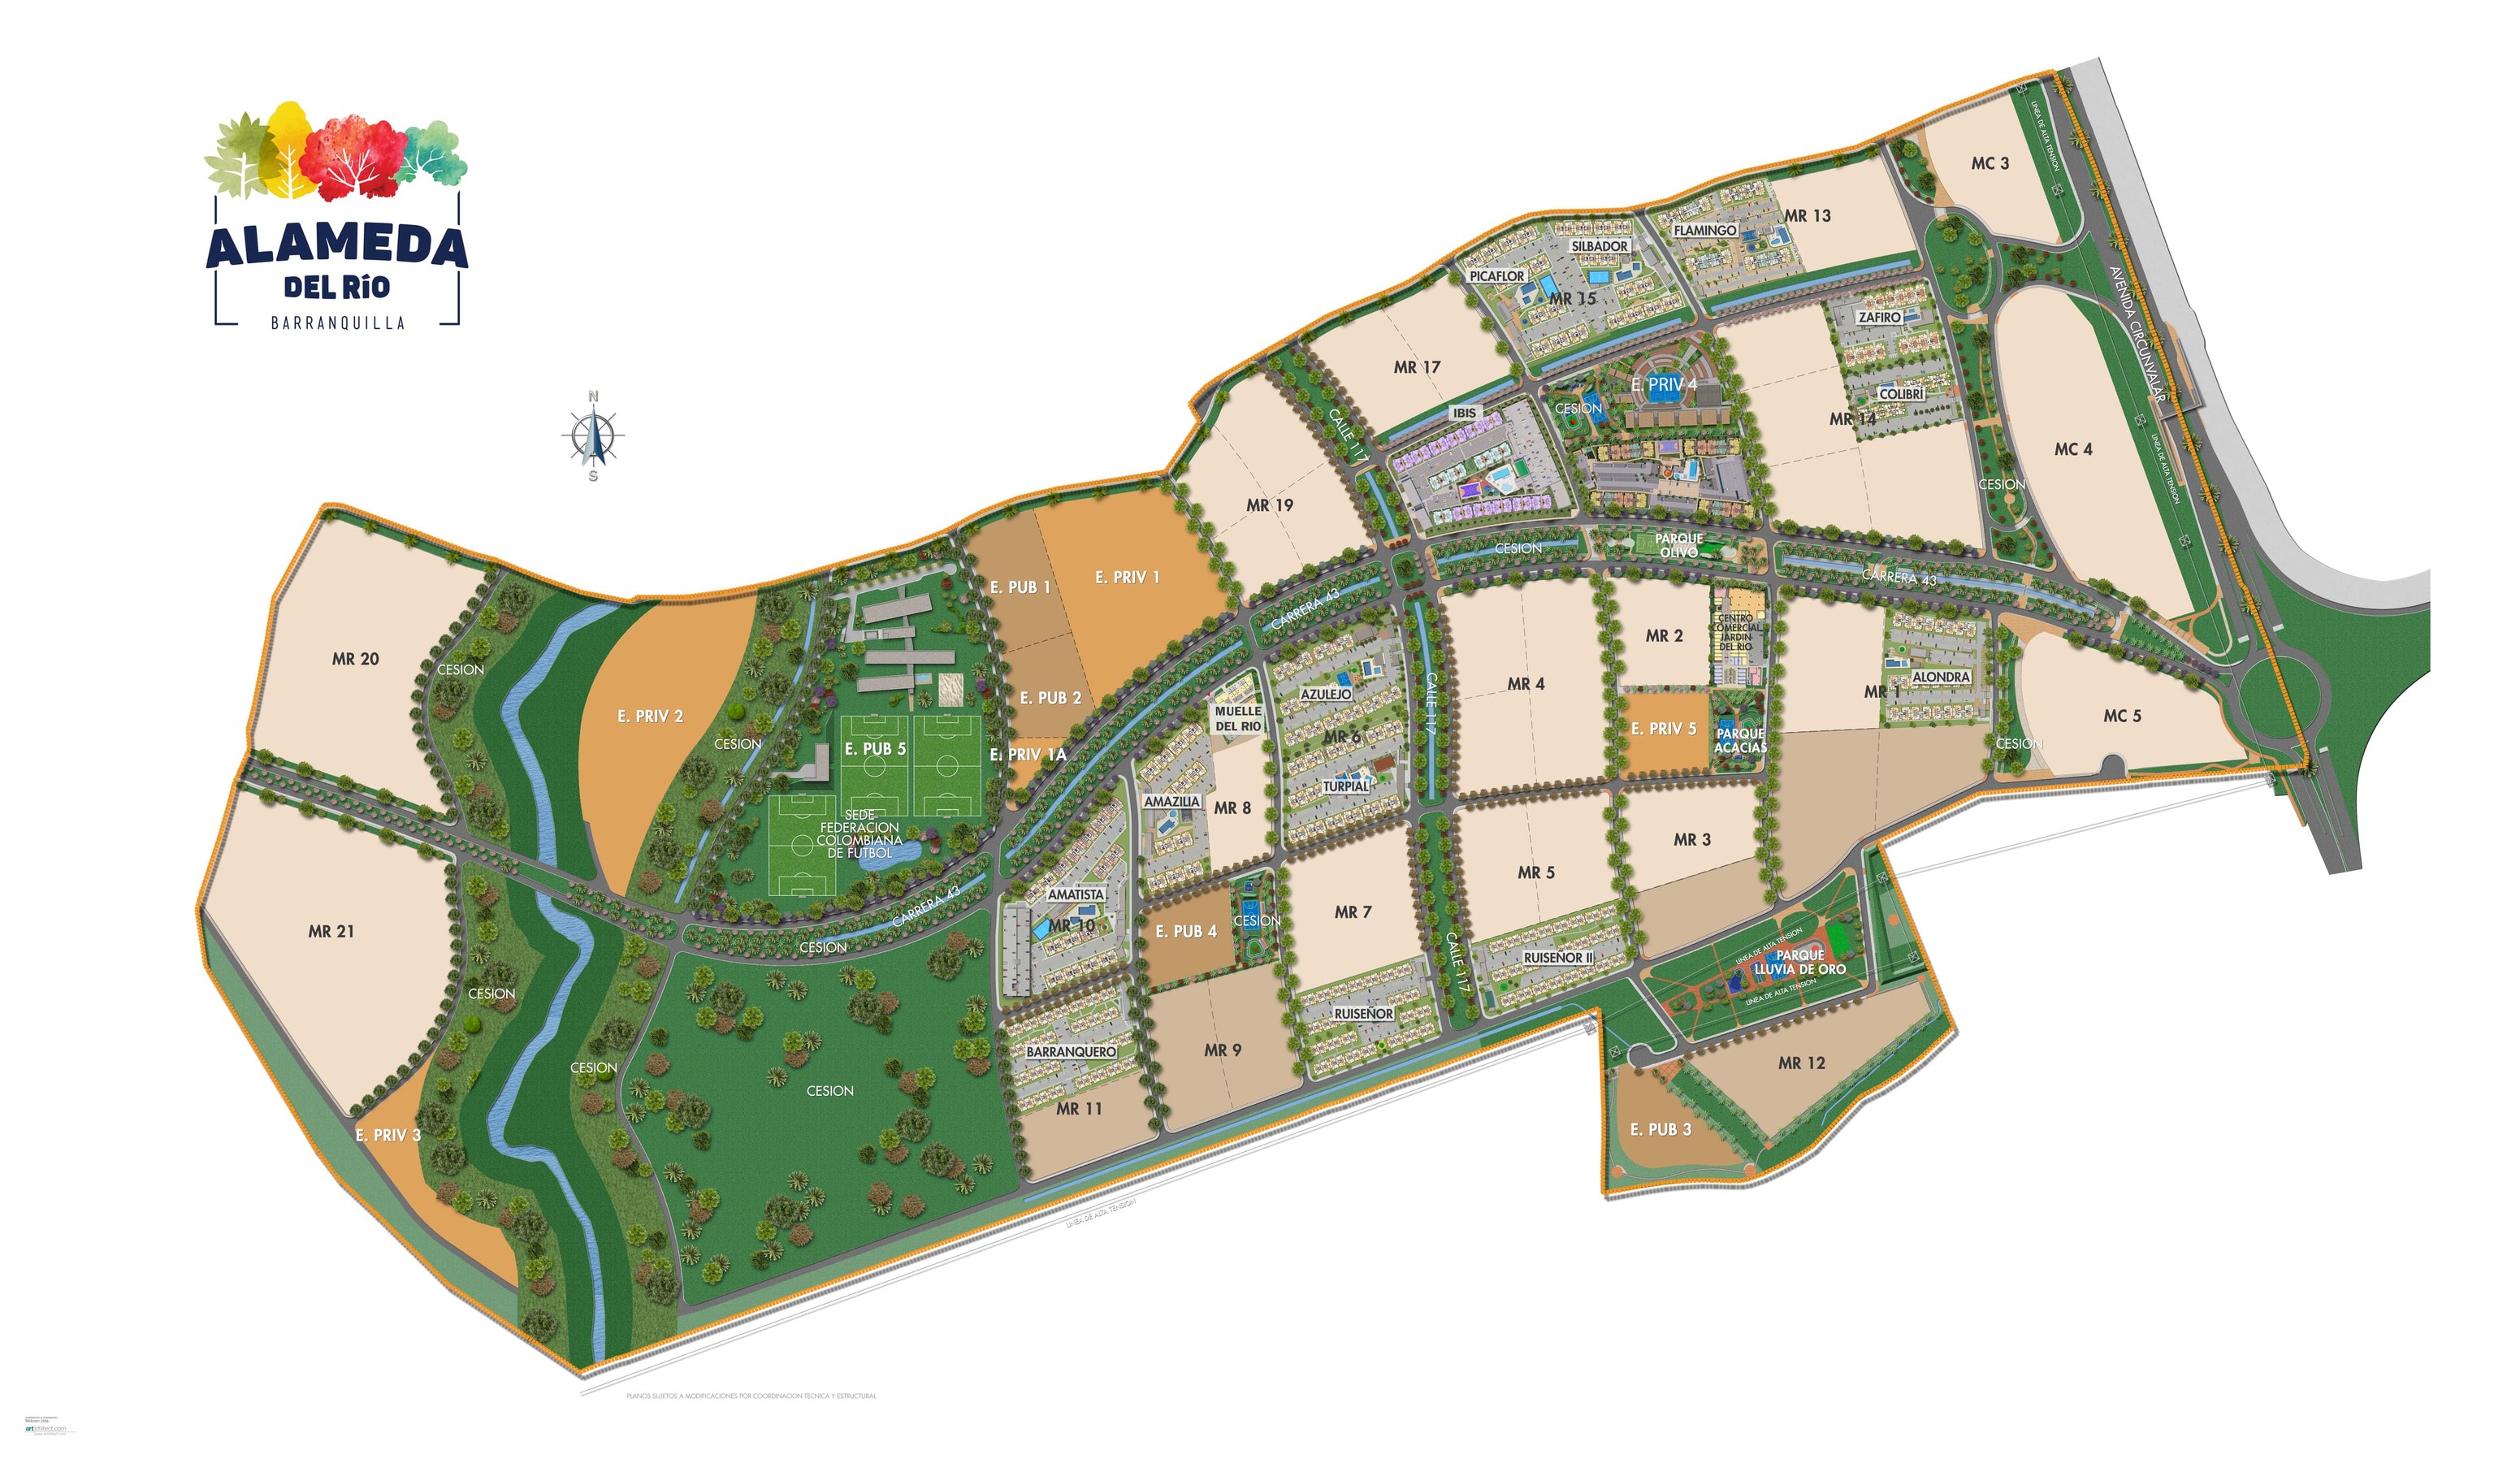 ALAMEDA
DEL RÍO
BARRANQUILLA
N
S
MC 3
LINEA DE ALTA TENSION
AVENIDA CIRCUNVALAR
MR 13
FLAMINGO
SILBADOR
PICAFLOR
MR 15
ZAFIRO
COLIBRÍ
MR 14
MC 4
LINEA DE ALTA TENSION
CESION
MR 17
CALLE 117
IBIS
CESION
E. PRIV 4
MR 19
PARQUE
OLIVO
CESION
CARRERA 43
E. PUB 1
E. PRIV 1
CARRERA 43
MR 20
CESION
E. PRIV 2
CESION
E. PUB 5
E. PUB 2
E. PRIV 1A
MUELLE
DEL RIO
AZULEJO
MR 6
TURPIAL
CALLE 117
MR 4
MR 2
CENTRO
COMERCIAL
JARDIN
DEL RIO
E. PRIV 5
PARQUE
ACACIAS
MR 1
ALONDRA
MC 5
CESION
SEDE
FEDERACION
COLOMBIANA
DE FUTBOL
AMAZILIA
MR 8
MR 3
MR 5
MR 21
CARRERA 43
CESION
AMATISTA
MR 10
E. PUB 4
CESION
MR 7
CALLE 117
RUISEÑOR II
LINEA DE ALTA TENSION
PARQUE
LLUVIA DE ORO
LINEA DE ALTA TENSION
CESION
RUISEÑOR
BARRANQUERO
MR 9
MR 12
CESION
CESION
MR 11
E. PRIV 3
E. PUB 3
LINEA DE ALTA TENSION
PLANOS SUJETOS A MODIFICACIONES POR COORDINACION TECNICA Y ESTRUCTURAL